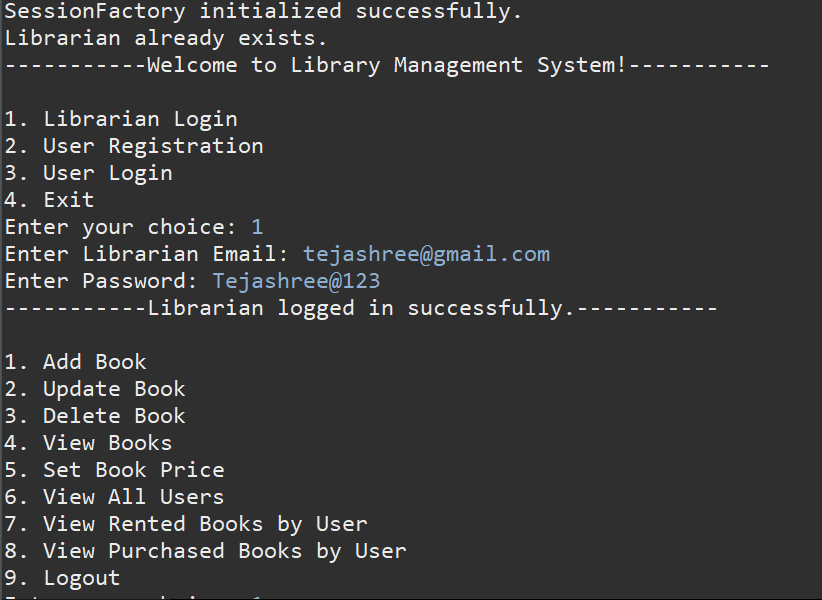 SessionFactory initialized successfully.
Librarian already exists.
-----------Welcome to Library Management System!-----------
1. Librarian Login
2. User Registration
3. User Login
4. Exit
Enter your choice: 1
Enter Librarian Email: tejashree@gmail.com
Enter Password: Tejashree@123
-----------Librarian logged in successfully.-----------
1. Add Book
2. Update Book
3. Delete Book
4. View Books
5. Set Book Price
6. View All Users
7. View Rented Books by User
8. View Purchased Books by User
9. Logout